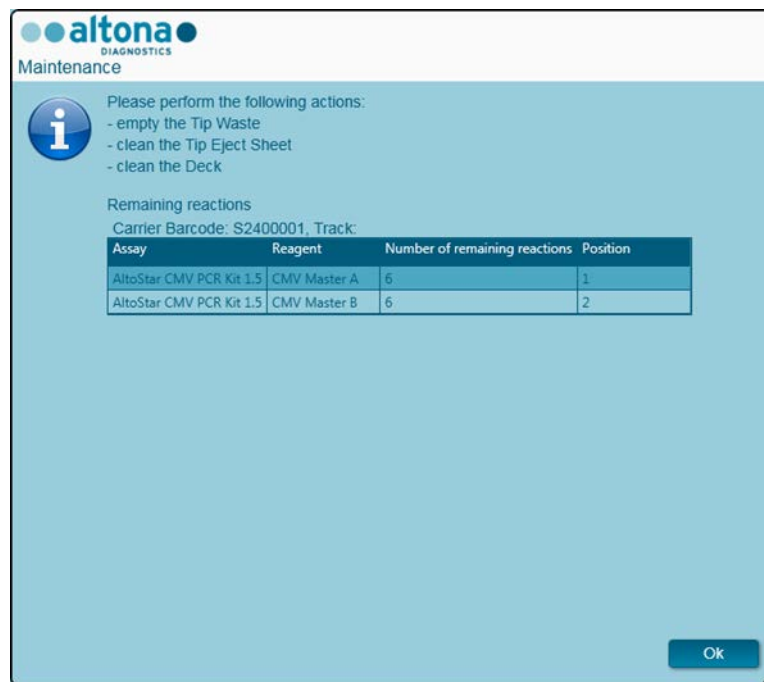 altona
DIAGNOSTICS
Maintenance
Please perform the following actions:
- empty the Tip Waste
- clean the Tip Eject Sheet
- clean the Deck
Remaining reactions
Carrier Barcode: S2400001, Track:
Assay Reagent Number of remaining reactions Position
AltoStar CMV PCR Kit 1.5 CMV Master A 6 1
AltoStar CMV PCR Kit 1.5 CMV Master B 6 2
Ok